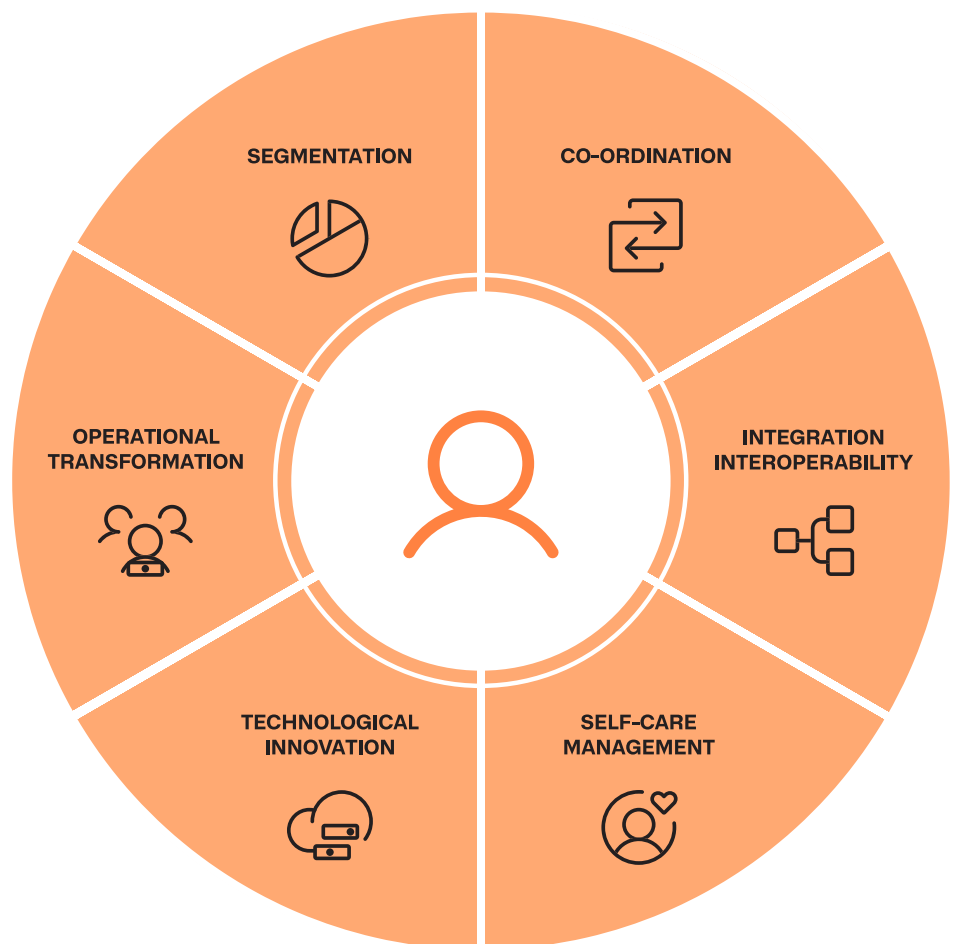 SEGMENTATION
CO-ORDINATION
OPERATIONAL
TRANSFORMATION
INTEGRATION
INTEROPERABILITY
TECHNOLOGICAL
INNOVATION
SELF-CARE
MANAGEMENT